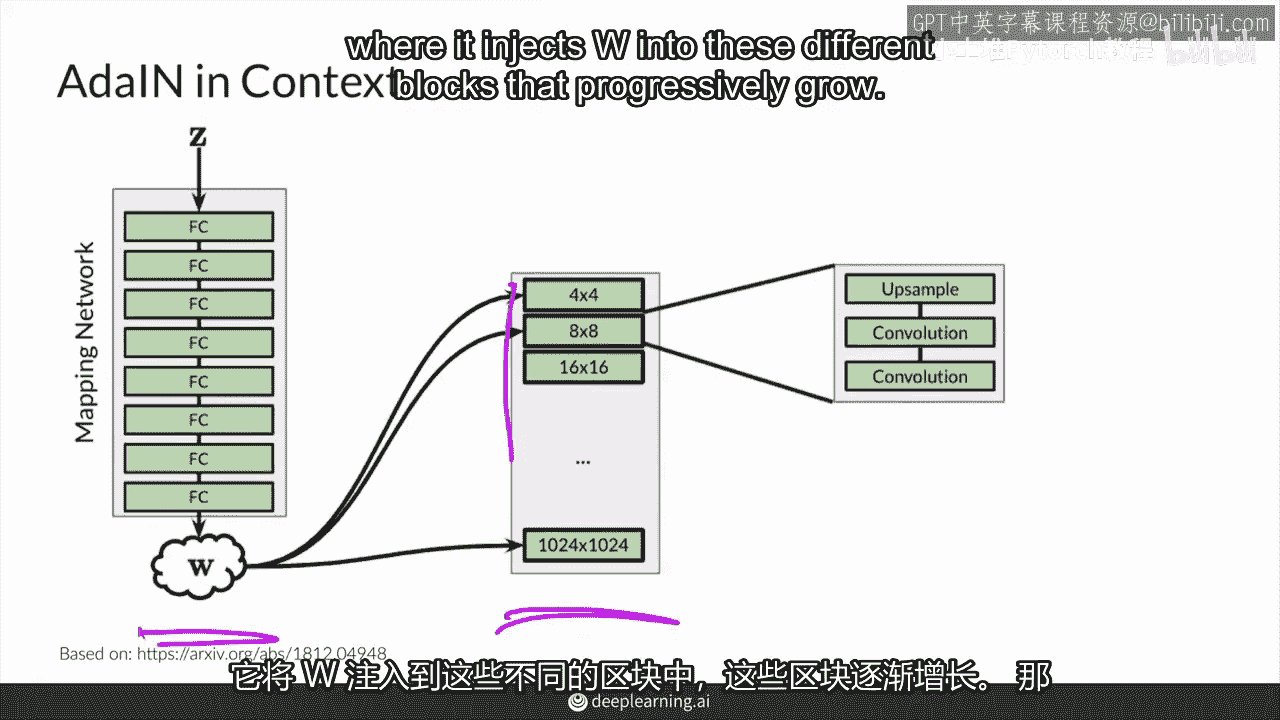 GPT中英字幕课程资源@bilibili.com
where it injects W into these different
blocks that progressively grow.
AdaIN in Context
z
Mapping Network
FC
FC
FC
FC
FC
FC
FC
FC
w
4x4
8x8
16x16
...
1024x1024
Upsample
Convolution
Convolution
Based on: https://arxiv.org/abs/1812.04948
它将 W 注入到这些不同的区块中，这些区块逐渐增长。 那
deeplearning.ai